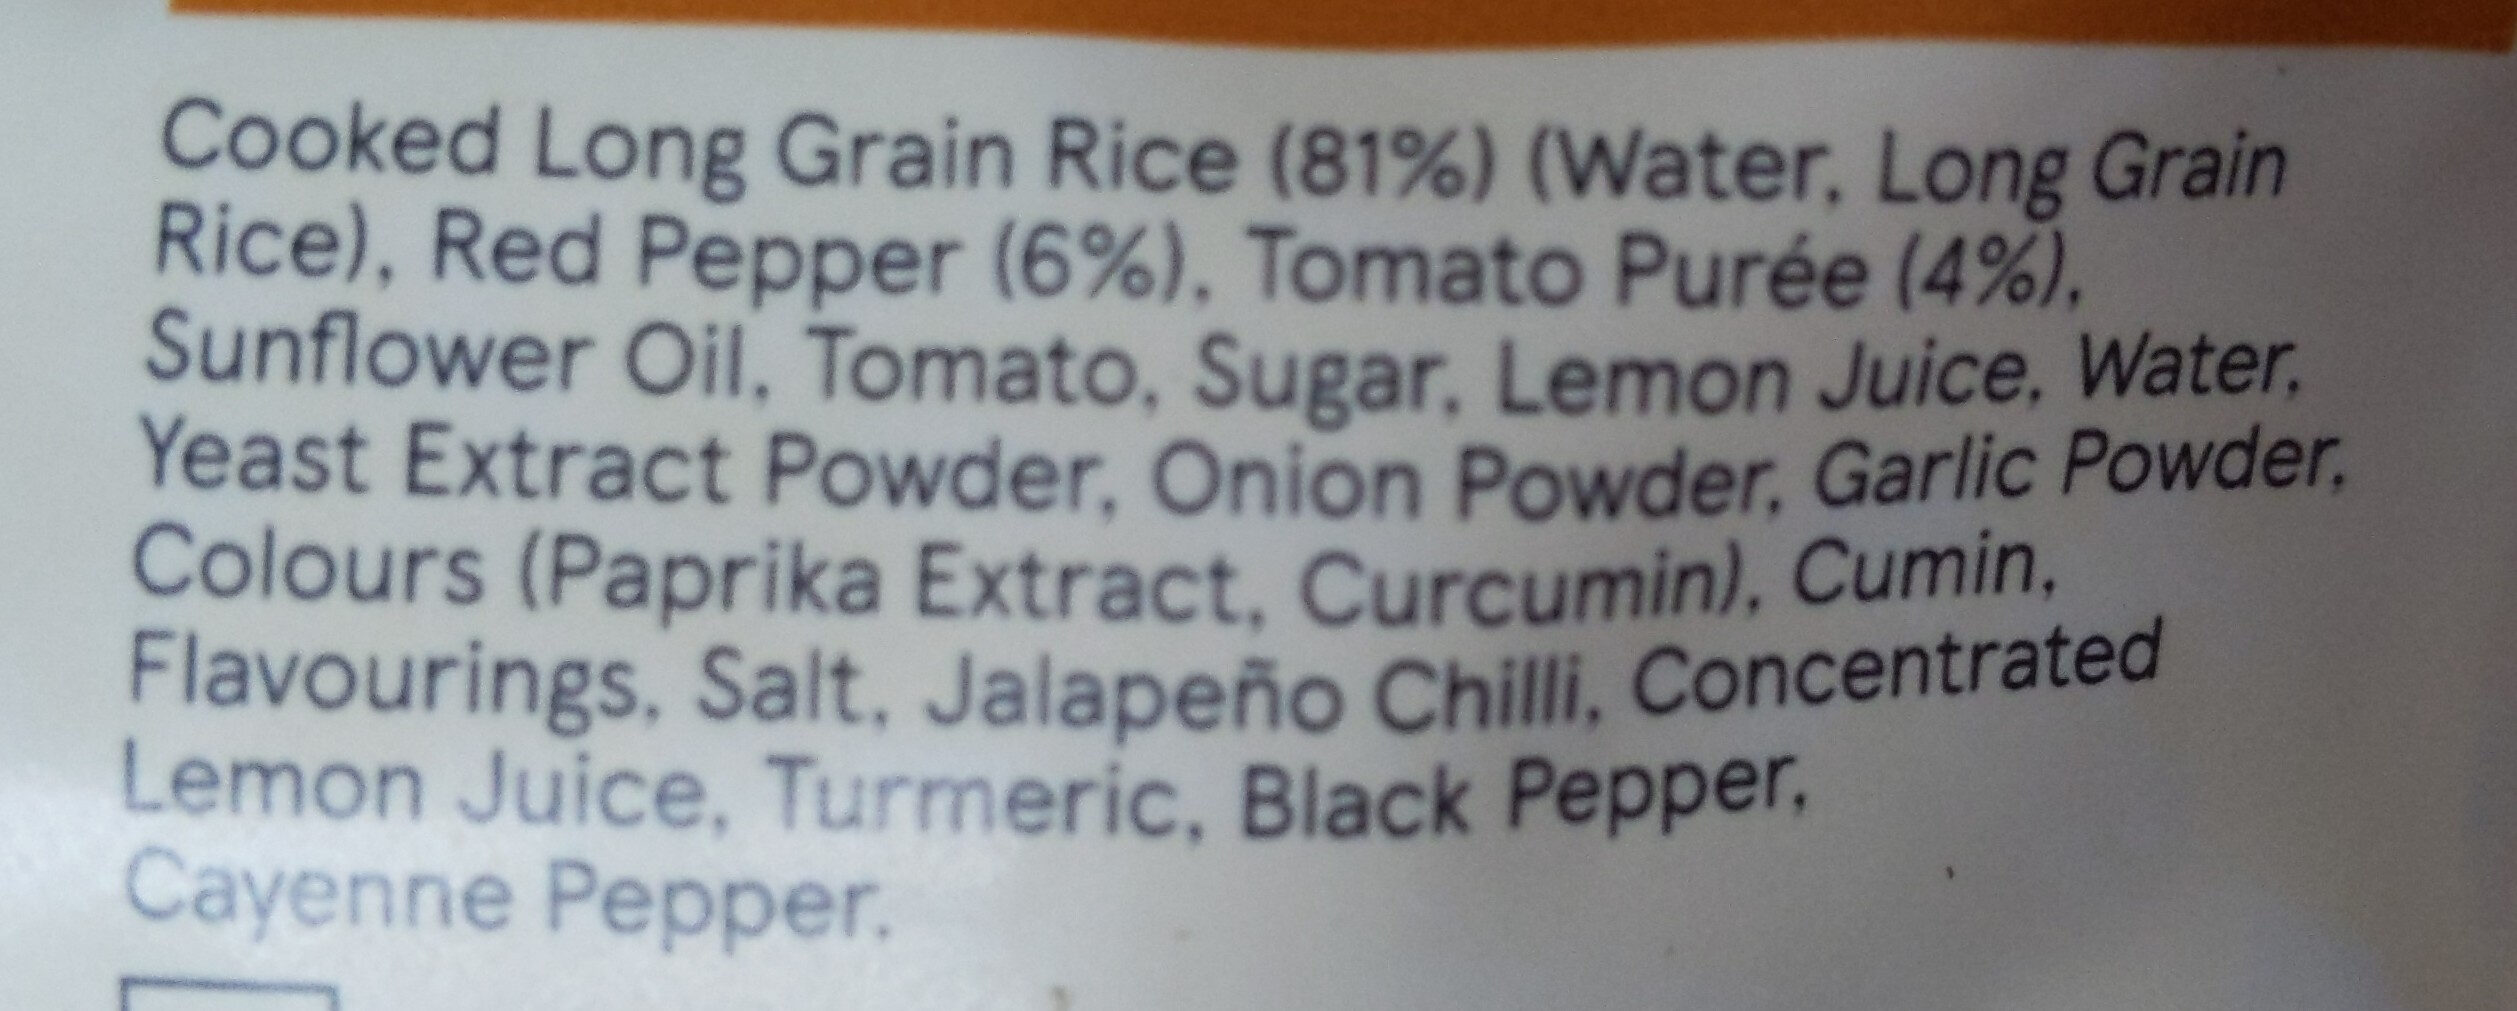 Cooked Long Grain Rice (81%) (Water, Long Grain
Rice), Red Pepper (6%), Tomato Purée (4%),
Sunflower Oil, Tomato, Sugar, Lemon Juice, Water,
Yeast Extract Powder, Onion Powder, Garlic Powder,
Colours (Paprika Extract, Curcumin), Cumin,
Flavourings, Salt, Jalapeño Chilli, Concentrated
Lemon Juice, Turmeric, Black Pepper,
Cayenne Pepper.